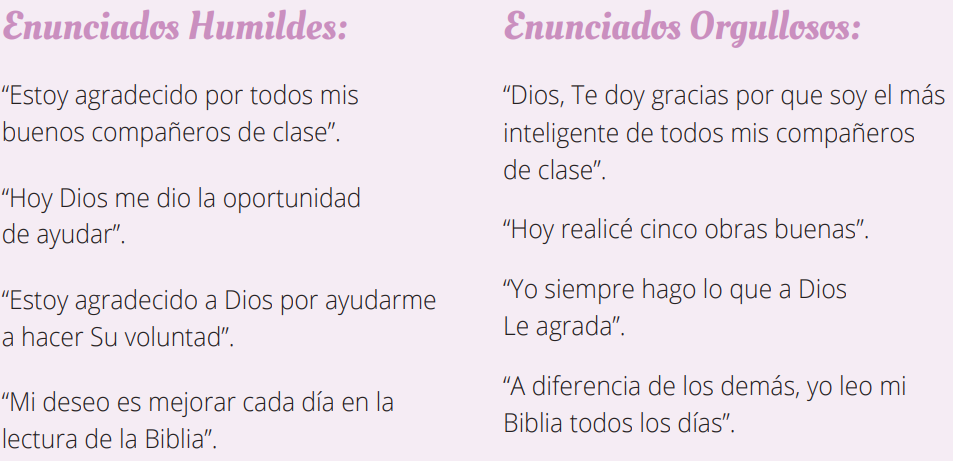 Enunciados Humildes:
“Estoy agradecido por todos mis
buenos compañeros de clase”.
“Hoy Dios me dio la oportunidad
de ayudar”.
“Estoy agradecido a Dios por ayudarme
a hacer Su voluntad”.
“Mi deseo es mejorar cada día en la
lectura de la Biblia”.
Enunciados Orgullosos:
“Dios, Te doy gracias por que soy el más
inteligente de todos mis compañeros
de clase”.
“Hoy realicé cinco obras buenas”.
“Yo siempre hago lo que a Dios
Le agrada”.
“A diferencia de los demás, yo leo mi
Biblia todos los días”.